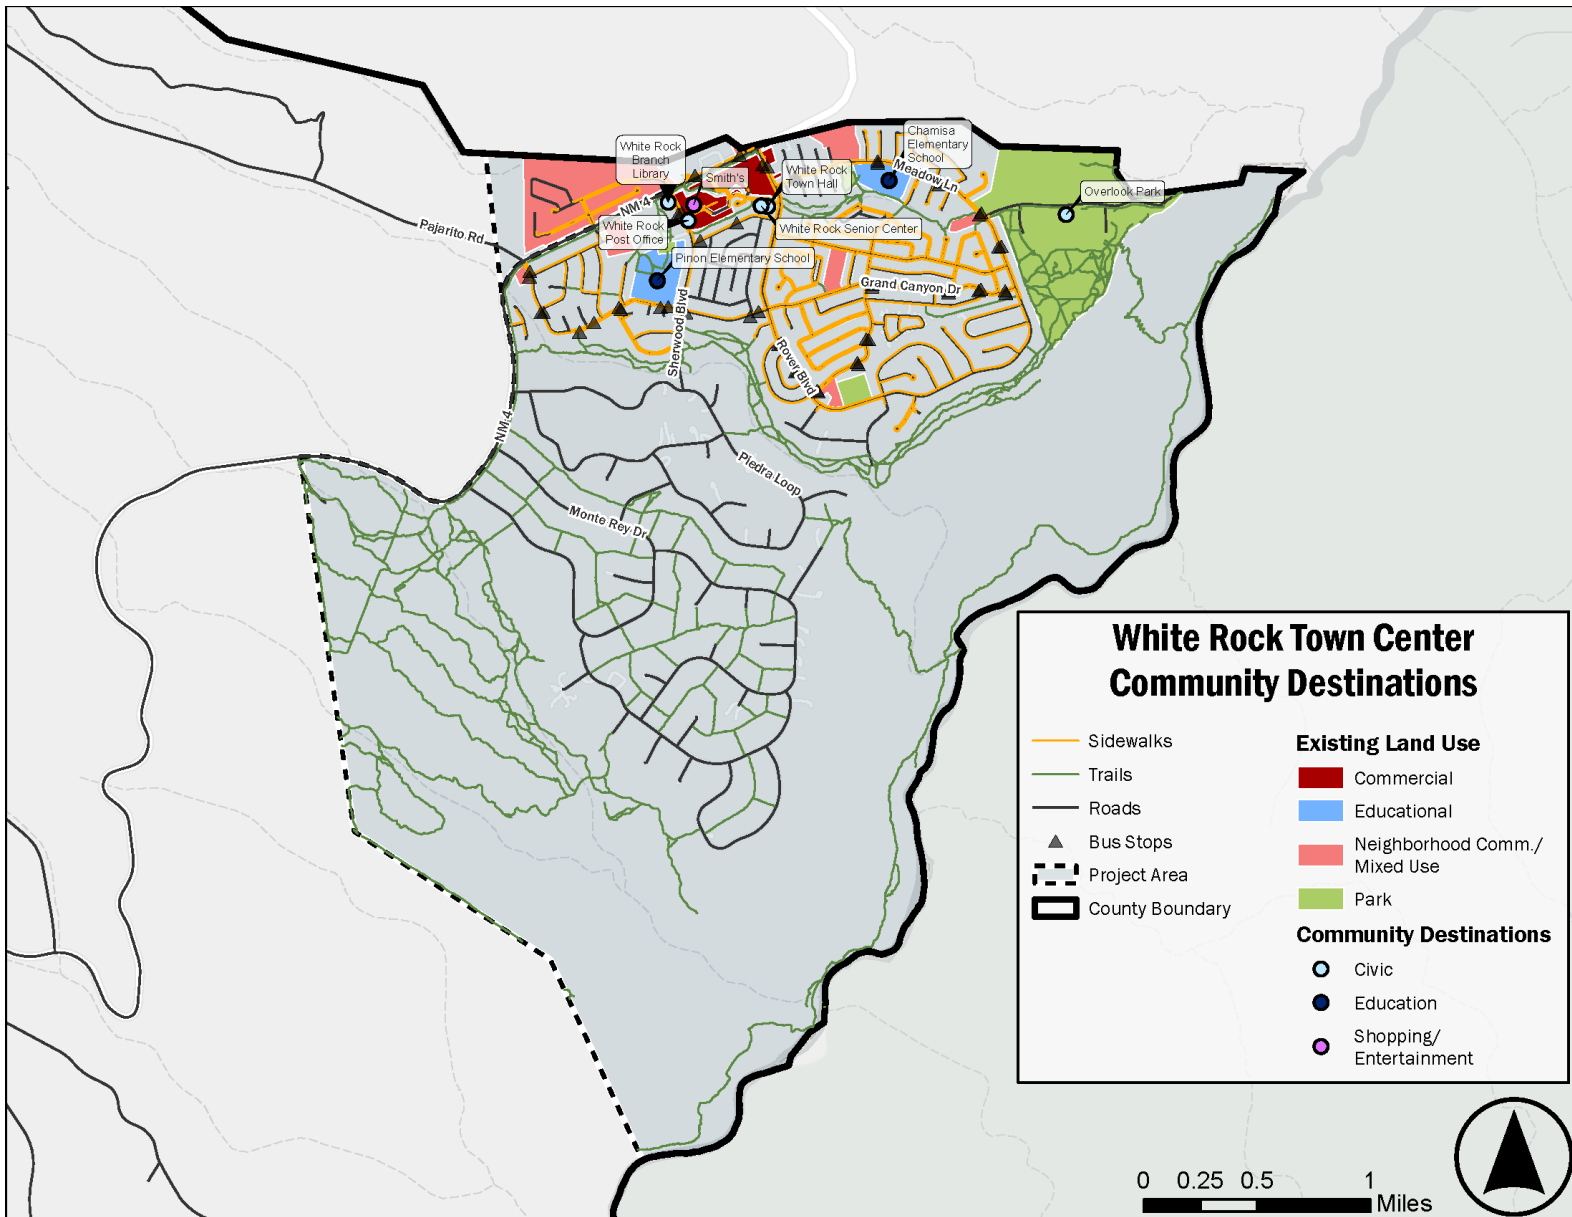 White Rock
Branch
Library
Smith's
White Rock
Town Hall
Chamisa
Elementary
School
Meadow Ln
Overlook Park
NM 4
White Rock
Post Office
White Rock Senior Center
Pajarito Rd
Pinon Elementary School
Grand Canyon Dr
Sherwood Blvd
Rover Blvd
NM 4
Piedra Loop
Monte Rey Dr
White Rock Town Center
Community Destinations
Sidewalks
Trails
Roads
Bus Stops
Project Area
County Boundary
Existing Land Use
Commercial
Educational
Neighborhood Comm./
Mixed Use
Park
Community Destinations
Civic
Education
Shopping/
Entertainment
0 0.25 0.5 1
Miles